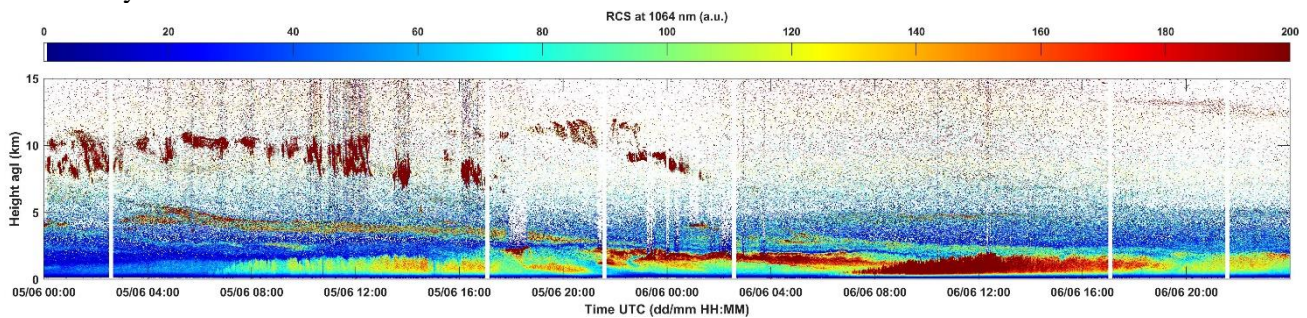 RCS at 1064 nm (a.u.)
0 20 40 60 80 100 120 140 160 180 200
15
10
5
0
Height agl (km)
05/06 00:00 05/06 04:00 05/06 08:00 05/06 12:00 05/06 16:00 05/06 20:00 06/06 00:00 06/06 04:00 06/06 08:00 06/06 12:00 06/06 16:00 06/06 20:00
Time UTC (dd/mm HH:MM)